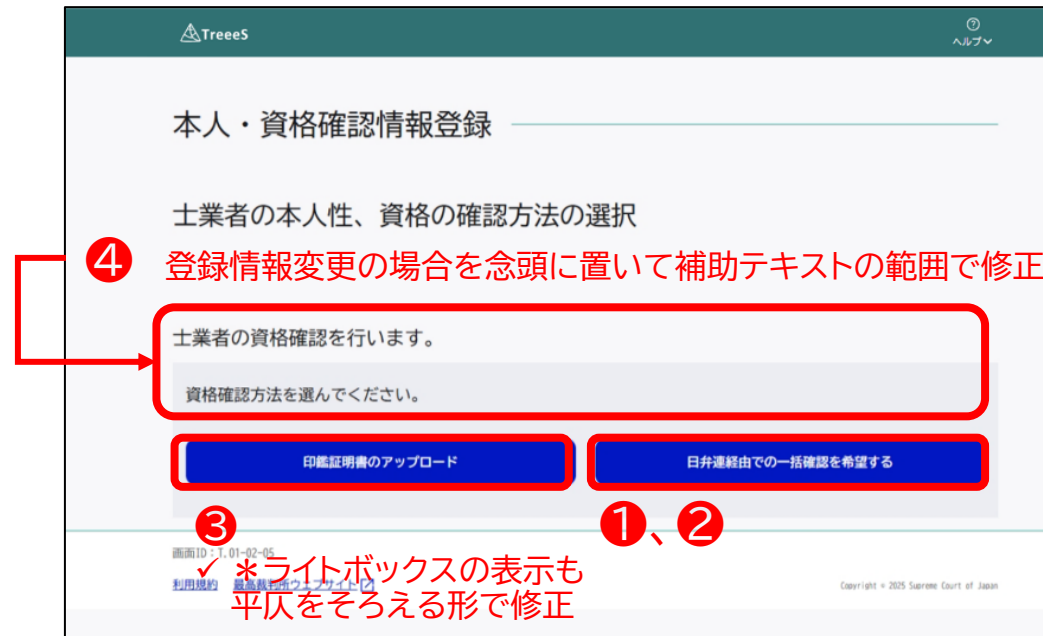 TreeeS
?
ヘルプ
本人・資格確認情報登録
士業者の本人性、資格の確認方法の選択
4 登録情報変更の場合を念頭に置いて補助テキストの範囲で修正
士業者の資格確認を行います。
資格確認方法を選んでください。
印鑑証明書のアップロード 日弁連経由での一括確認を希望する
3 1、2
画面ID：T.01-02-05
✓ ＊ライトボックスの表示も
利用規約 最高裁判所ウェブサイト Copyright © 2025 Supreme Court of Japan
平仄をそろえる形で修正